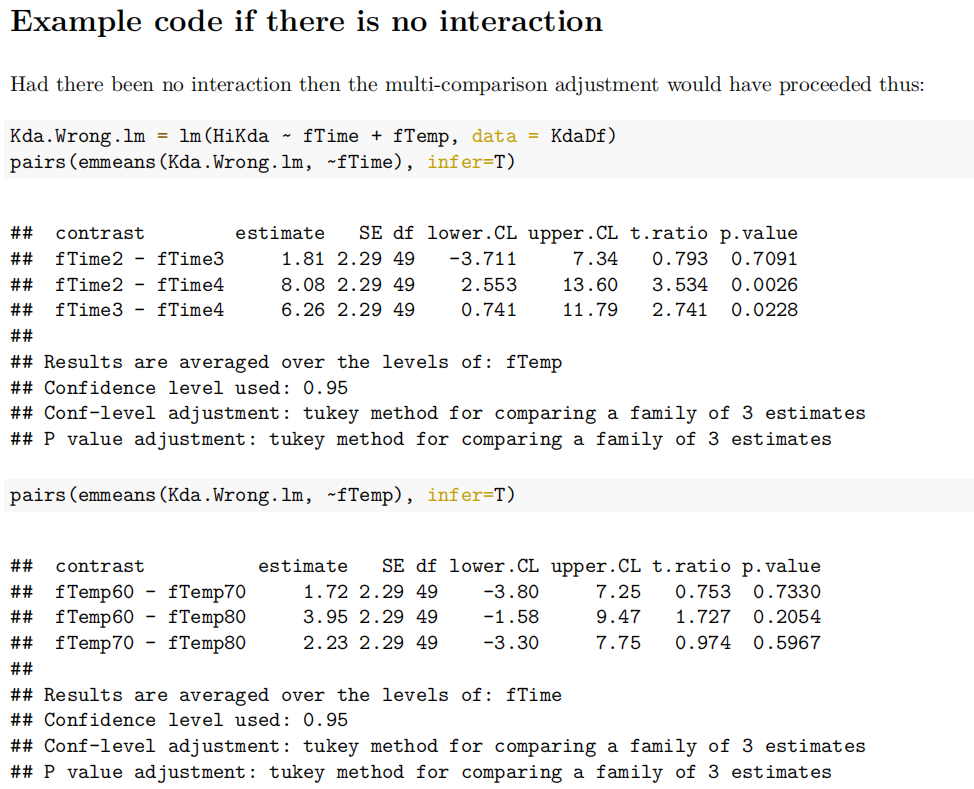 Example code if there is no interaction
Had there been no interaction then the multi-comparison adjustment would have proceeded thus:
Kda.Wrong.lm = lm(HiKda ~ fTime + fTemp, data = KdaDf)
pairs(emmeans(Kda.Wrong.lm, ~fTime), infer=T)
##  contrast        estimate   SE df lower.CL upper.CL t.ratio p.value
##  fTime2 - fTime3     1.81 2.29 49   -3.711     7.34   0.793  0.7091
##  fTime2 - fTime4     8.08 2.29 49    2.553    13.60   3.534  0.0026
##  fTime3 - fTime4     6.26 2.29 49    0.741    11.79   2.741  0.0228
##
## Results are averaged over the levels of: fTemp
## Confidence level used: 0.95
## Conf-level adjustment: tukey method for comparing a family of 3 estimates
## P value adjustment: tukey method for comparing a family of 3 estimates
pairs(emmeans(Kda.Wrong.lm, ~fTemp), infer=T)
##  contrast          estimate   SE df lower.CL upper.CL t.ratio p.value
##  fTemp60 - fTemp70     1.72 2.29 49    -3.80     7.25   0.753  0.7330
##  fTemp60 - fTemp80     3.95 2.29 49    -1.58     9.47   1.727  0.2054
##  fTemp70 - fTemp80     2.23 2.29 49    -3.30     7.75   0.974  0.5967
##
## Results are averaged over the levels of: fTime
## Confidence level used: 0.95
## Conf-level adjustment: tukey method for comparing a family of 3 estimates
## P value adjustment: tukey method for comparing a family of 3 estimates